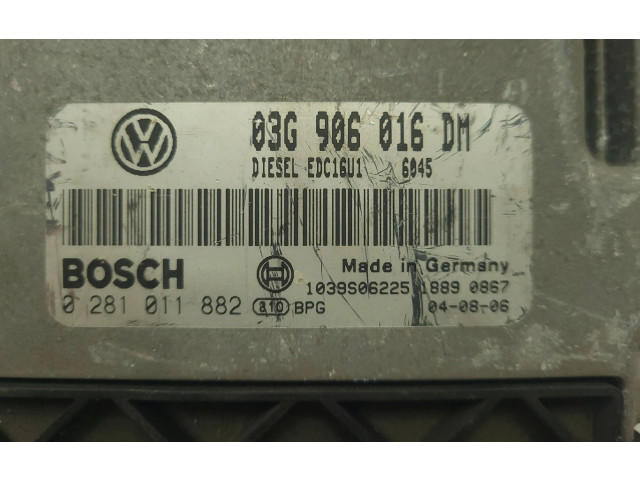 03G 906 016 DM
DIESEL EDC16U1 6045
BOSCH
Made in Germany
1039S06225 1889 0867
0 281 011 882 a10 BPG
04-08-06